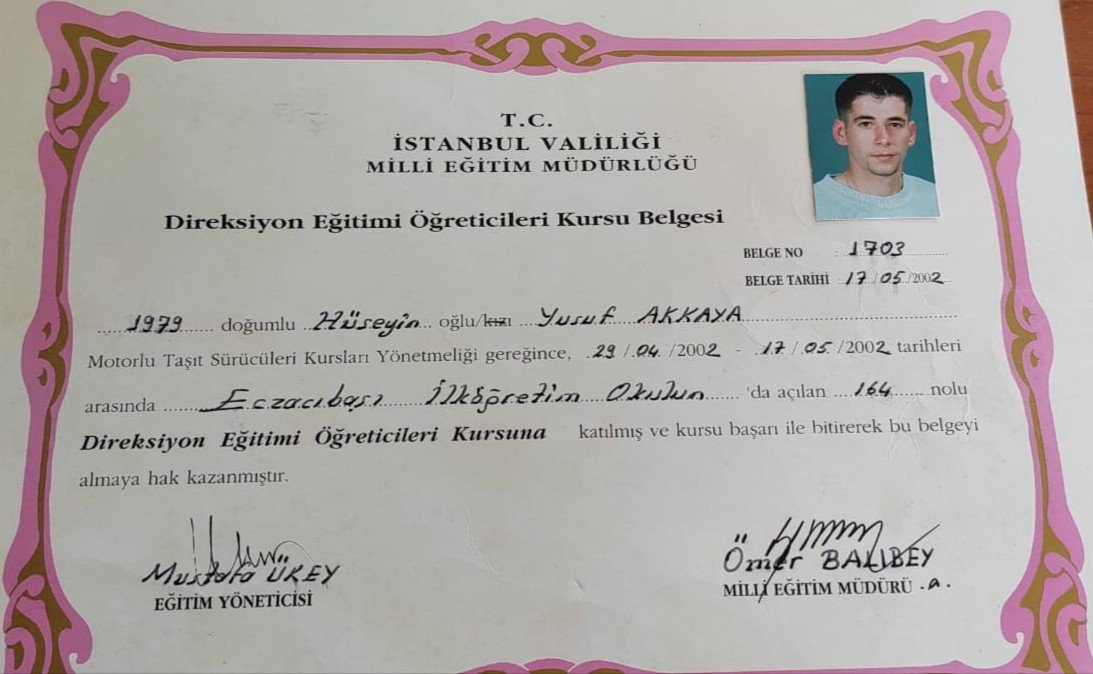 T.C.
İSTANBUL VALİLİĞİ
MİLLİ EĞİTİM MÜDÜRLÜĞÜ
Direksiyon Eğitimi Öğreticileri Kursu Belgesi
BELGE NO : 1703
BELGE TARİHİ : 17/05/2002
1979 doğumlu Hüseyin oğlu/kızı Yusuf AKKAYA
Motorlu Taşıt Sürücüleri Kursları Yönetmeliği gereğince, 29/04/2002 - 17/05/2002 tarihleri
arasında Eczacıbaşı İlköğretim Okulun 'da açılan 164 nolu
Direksiyon Eğitimi Öğreticileri Kursuna katılmış ve kursu başarı ile bitirerek bu belgeyi
almaya hak kazanmıştır.
Mustafa ÜKEY
EĞİTİM YÖNETİCİSİ
Ömer BALIBEY
MİLLİ EĞİTİM MÜDÜRÜ .a.